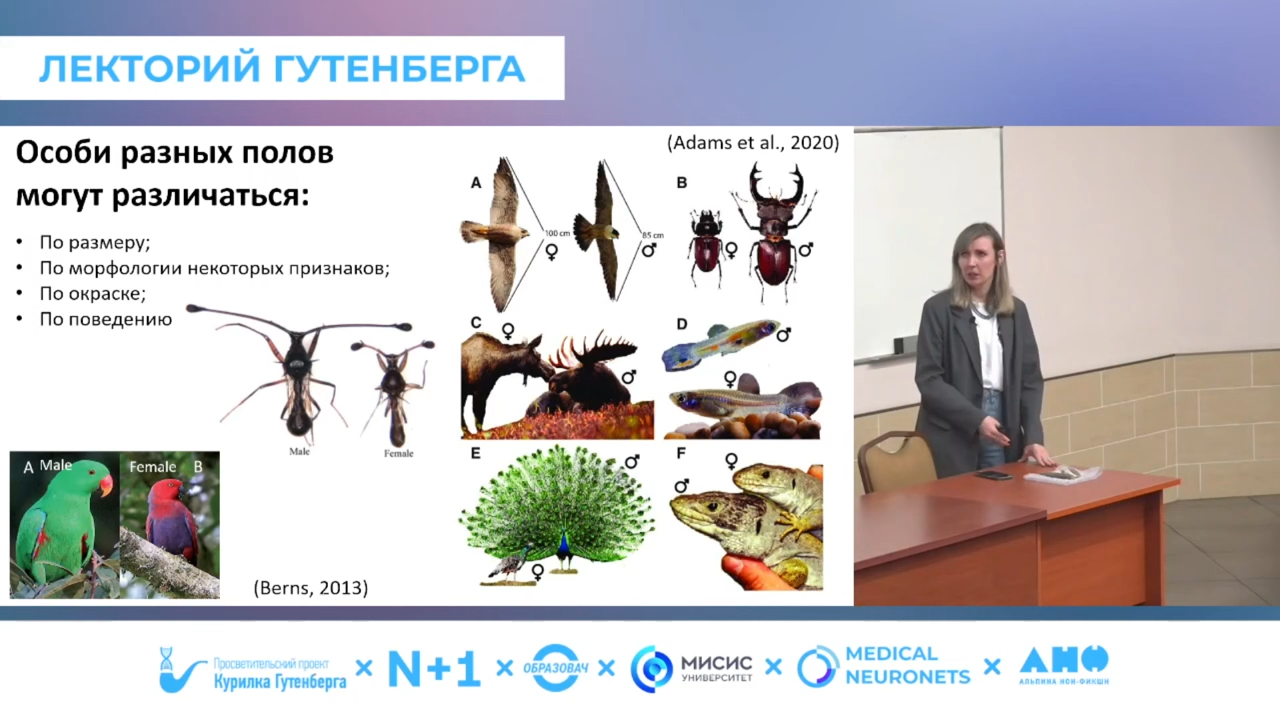 ЛЕКТОРИЙ ГУТЕНБЕРГА
Особи разных полов
могут различаться:
• По размеру;
• По морфологии некоторых признаков;
• По окраске;
• По поведению
Male
Female
A Male
Female B
(Berns, 2013)
(Adams et al., 2020)
A
100 cm
♀
85 cm
♂
B
♀
♂
C
♀
♂
D
♂
♀
E
♂
♀
F
♀
♂
Просветительский проект
Курилка Гутенберга
×
N+1
×
ОБРАЗОВАЧ
×
МИСИС
УНИВЕРСИТЕТ
×
MEDICAL
NEURONETS
×
АНФ
АЛЬПИНА НОН-ФИКШН